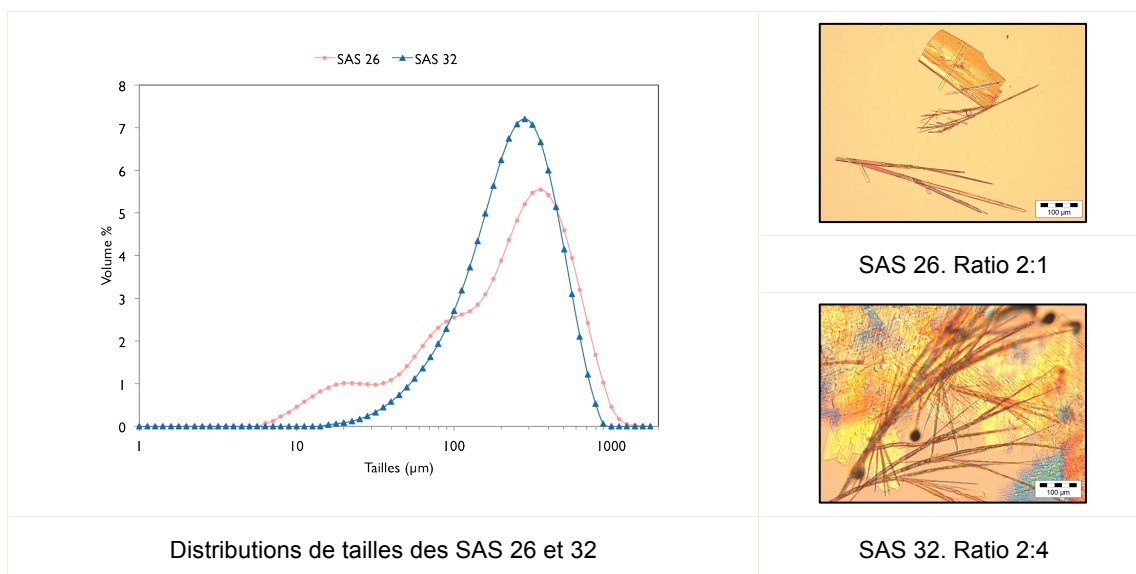 SAS 26 SAS 32
8
7
6
5
4
3
2
1
0
Volume %
1 10 100 1000
Tailles (µm)
Distributions de tailles des SAS 26 et 32
100 µm
SAS 26. Ratio 2:1
100 µm
SAS 32. Ratio 2:4